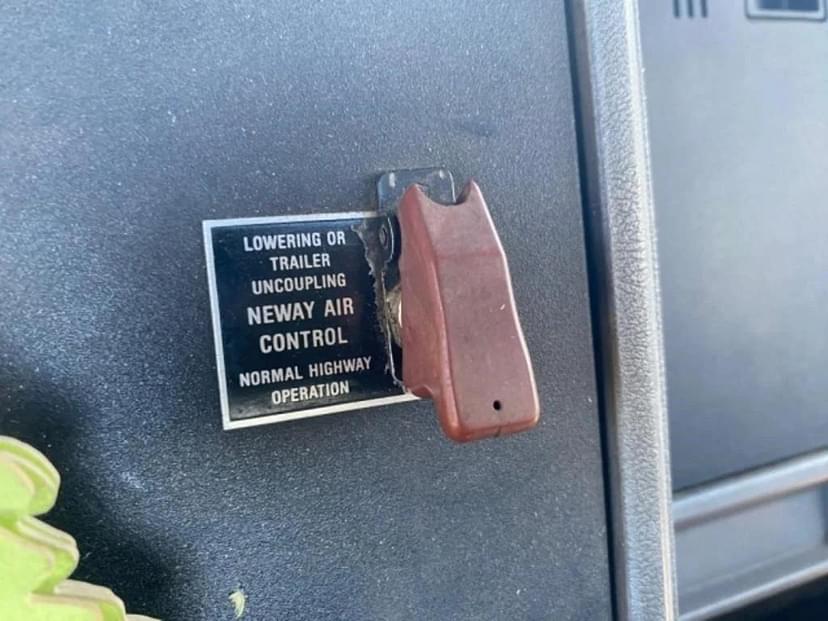 LOWERING OR
TRAILER
UNCOUPLING
NEWAY AIR
CONTROL
NORMAL HIGHWAY
OPERATION